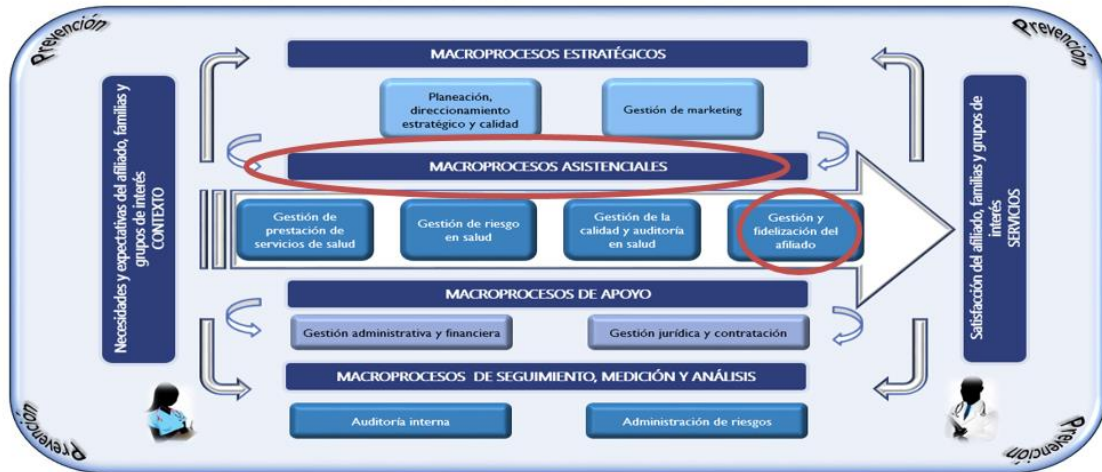 Prevención
Prevención
MACROPROCESOS ESTRATÉGICOS
Planeación,
direccionamiento
estratégico y calidad
Gestión de marketing
Necesidades y expectativas del afiliado, familias y
grupos de interés
CONTEXTO
MACROPROCESOS ASISTENCIALES
Gestión de
prestación de
servicios de salud
Gestión de riesgo
en salud
Gestión de la
calidad y auditoría
en salud
Gestión y
fidelización del
afiliado
Satisfacción del afiliado, familias y grupos de
interés
SERVICIOS
MACROPROCESOS DE APOYO
Gestión administrativa y financiera
Gestión jurídica y contratación
MACROPROCESOS DE SEGUIMIENTO, MEDICIÓN Y ANÁLISIS
Auditoría interna
Administración de riesgos
Prevención
Prevención